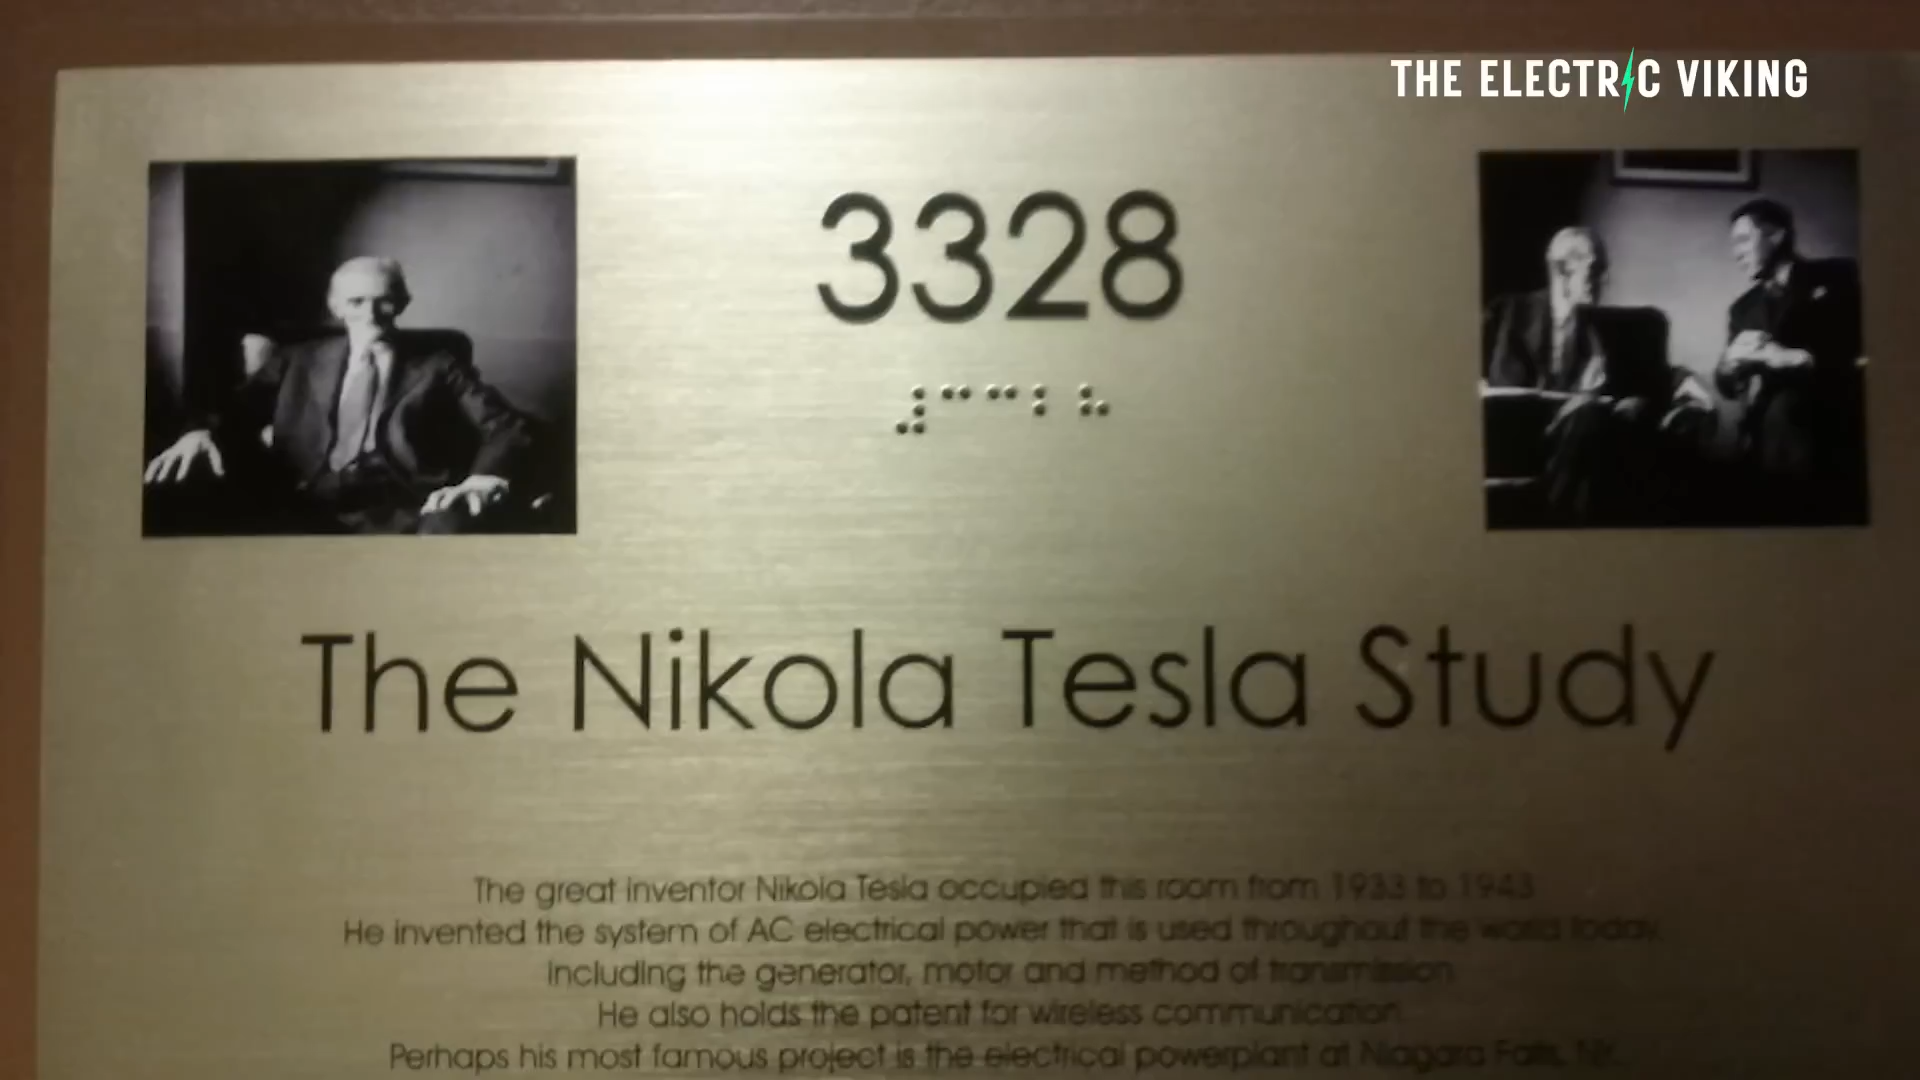 THE ELECTRIC VIKING
3328
⠼⠉⠉⠃⠓
The Nikola Tesla Study
The great inventor Nikola Tesla occupied this room from 1933 to 1943
He invented the system of AC electrical power that is used throughout the world today,
including the generator, motor and method of transmission
He also holds the patent for wireless communication
Perhaps his most famous project is the electrical powerplant at Niagara Falls, NY.